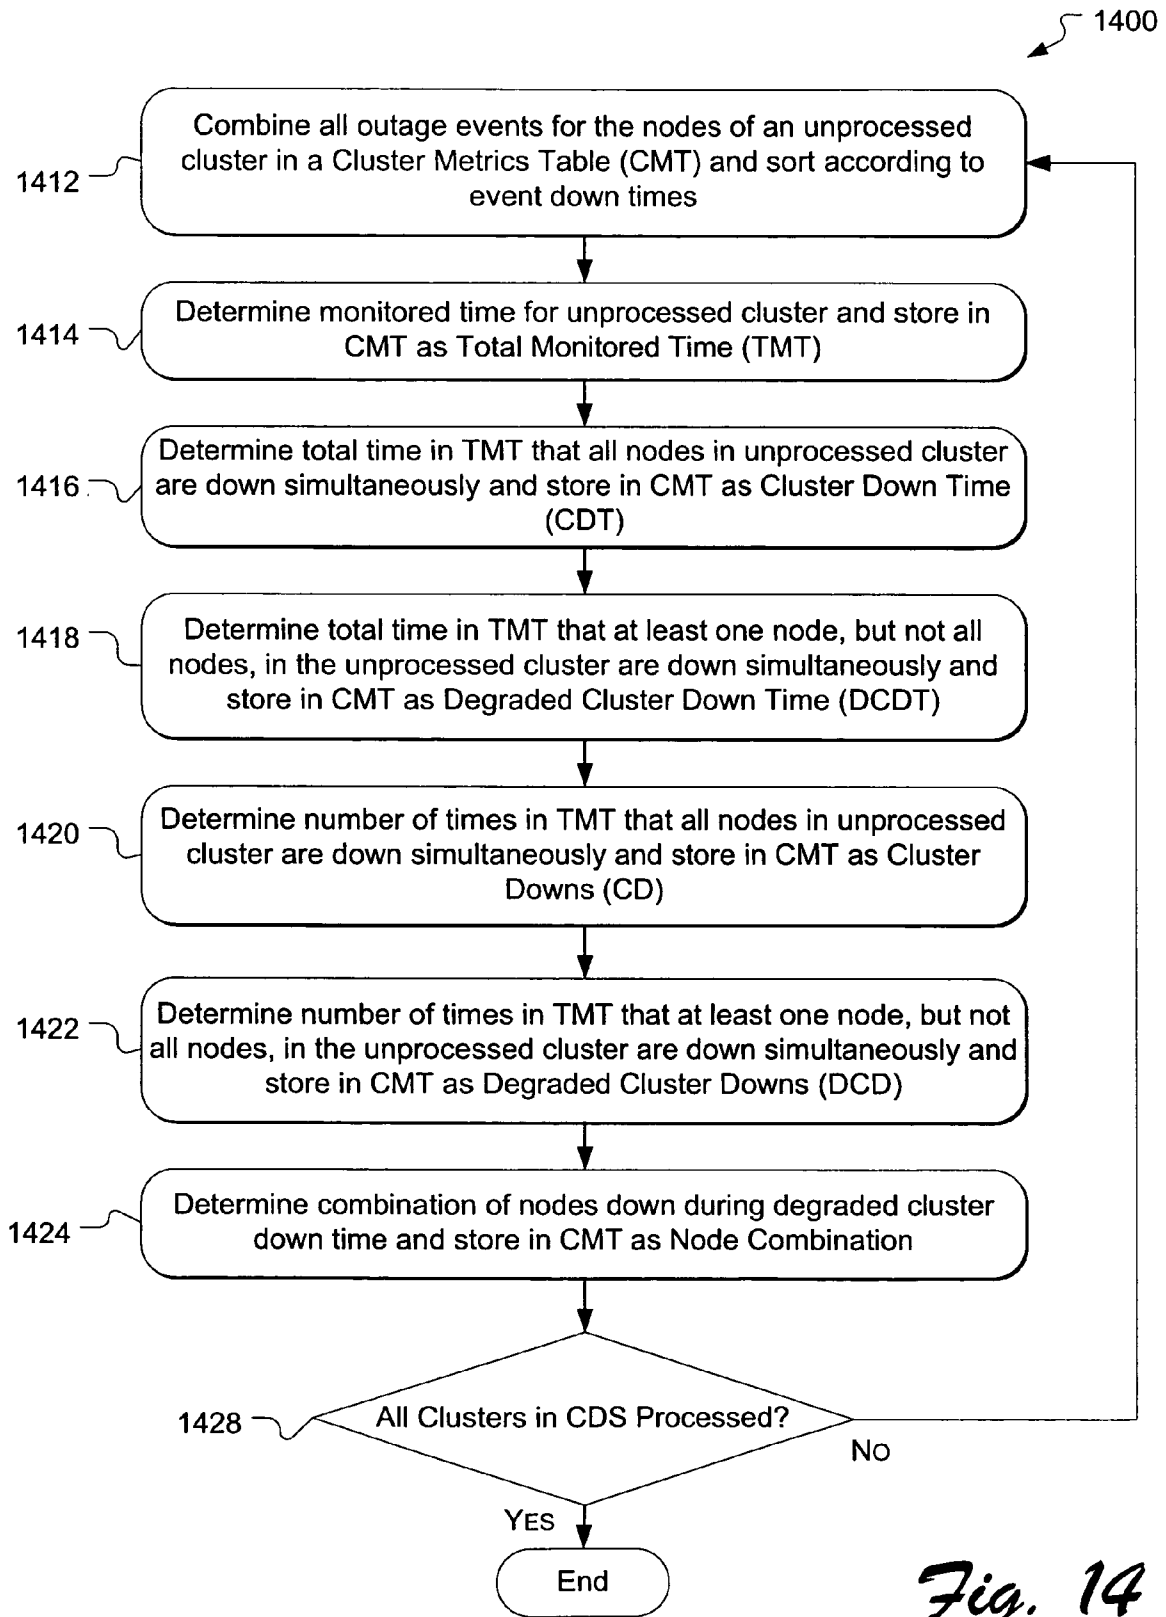 1400
Combine all outage events for the nodes of an unprocessed
cluster in a Cluster Metrics Table (CMT) and sort according to
event down times
1412
Determine monitored time for unprocessed cluster and store in
CMT as Total Monitored Time (TMT)
1414
Determine total time in TMT that all nodes in unprocessed cluster
are down simultaneously and store in CMT as Cluster Down Time
(CDT)
1416
Determine total time in TMT that at least one node, but not all
nodes, in the unprocessed cluster are down simultaneously and
store in CMT as Degraded Cluster Down Time (DCDT)
1418
Determine number of times in TMT that all nodes in unprocessed
cluster are down simultaneously and store in CMT as Cluster
Downs (CD)
1420
Determine number of times in TMT that at least one node, but not
all nodes, in the unprocessed cluster are down simultaneously and
store in CMT as Degraded Cluster Downs (DCD)
1422
Determine combination of nodes down during degraded cluster
down time and store in CMT as Node Combination
1424
All Clusters in CDS Processed?
1428
NO
YES
End
Fig. 14